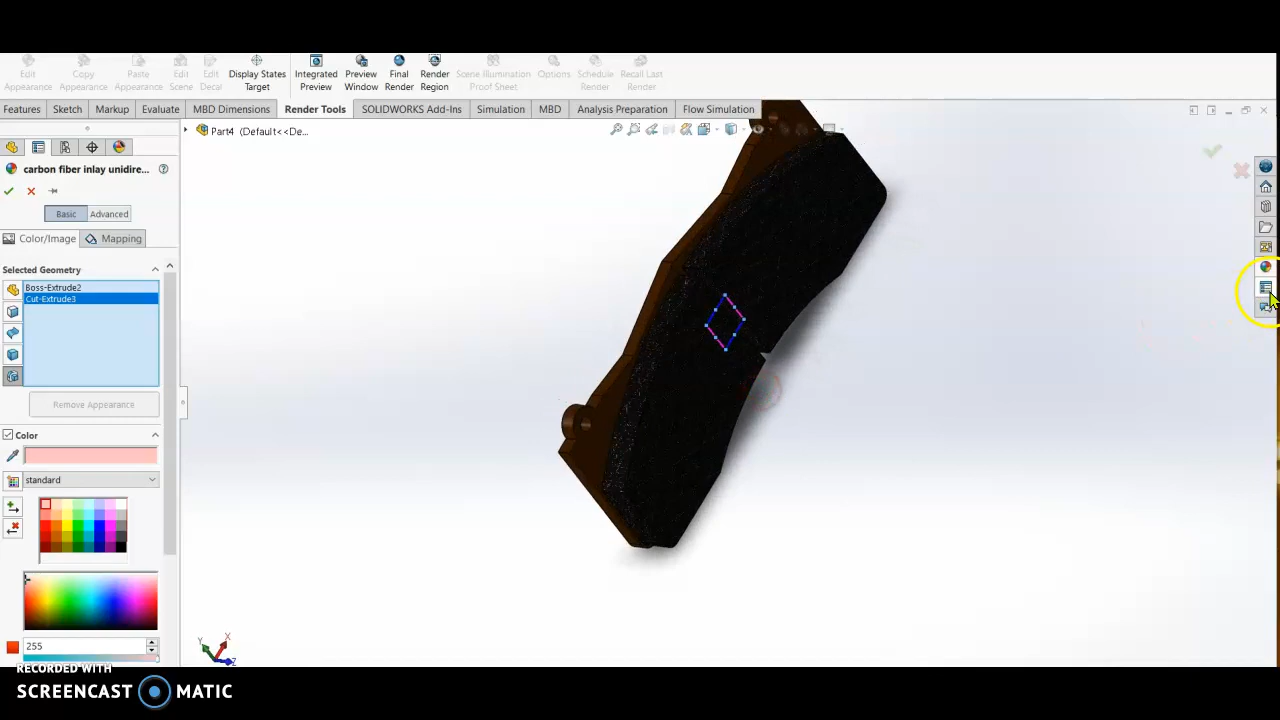 Edit Appearance
Copy Appearance
Paste Appearance
Edit Scene
Edit Decal
Display States Target
Integrated Preview
Preview Window
Final Render
Render Region
Scene Illumination Proof Sheet
Options
Schedule Render
Recall Last Render
Features
Sketch
Markup
Evaluate
MBD Dimensions
Render Tools
SOLIDWORKS Add-Ins
Simulation
MBD
Analysis Preparation
Flow Simulation
Part4 (Default<<De...
carbon fiber inlay unidire...
Basic
Advanced
Color/Image
Mapping
Selected Geometry
Boss-Extrude2
Cut-Extrude3
Remove Appearance
Color
standard
255
Y
X
Z
RECORDED WITH
SCREENCAST MATIC